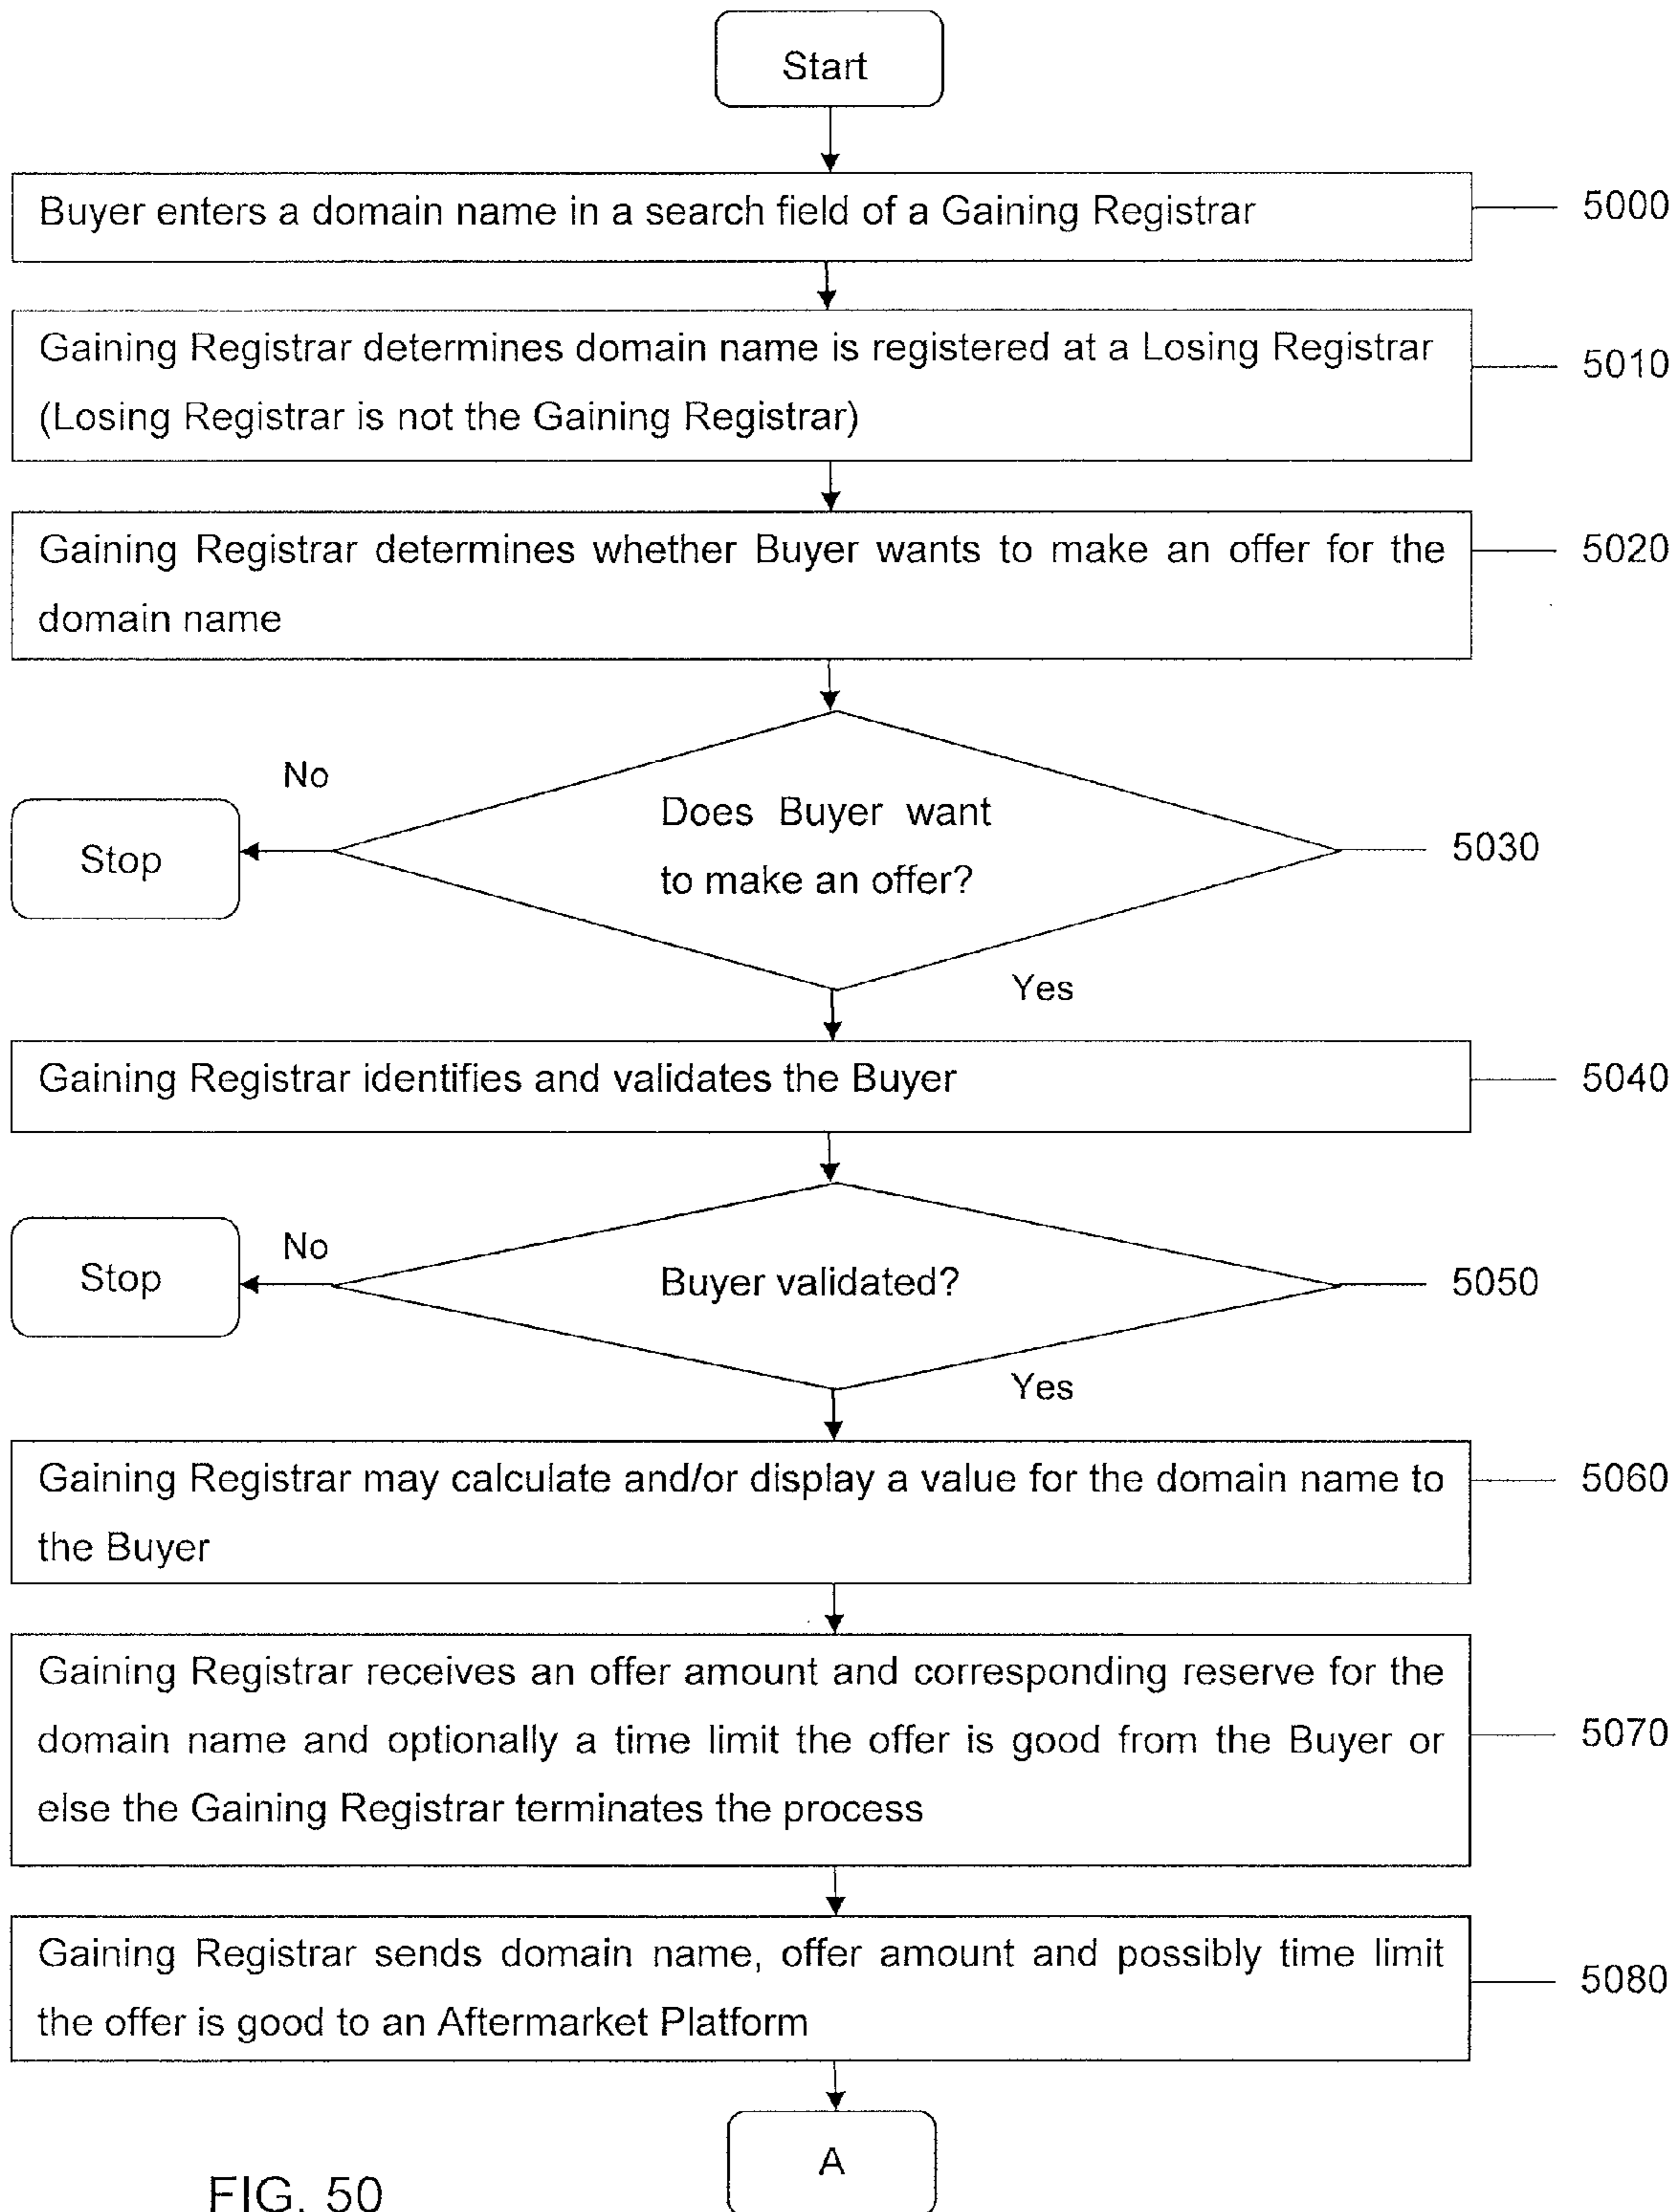 Start
Buyer enters a domain name in a search field of a Gaining Registrar
5000
Gaining Registrar determines domain name is registered at a Losing Registrar
(Losing Registrar is not the Gaining Registrar)
5010
Gaining Registrar determines whether Buyer wants to make an offer for the
domain name
5020
No
Stop
Does Buyer want
to make an offer?
5030
Yes
Gaining Registrar identifies and validates the Buyer
5040
No
Stop
Buyer validated?
5050
Yes
Gaining Registrar may calculate and/or display a value for the domain name to
the Buyer
5060
Gaining Registrar receives an offer amount and corresponding reserve for the
domain name and optionally a time limit the offer is good from the Buyer or
else the Gaining Registrar terminates the process
5070
Gaining Registrar sends domain name, offer amount and possibly time limit
the offer is good to an Aftermarket Platform
5080
A
FIG. 50